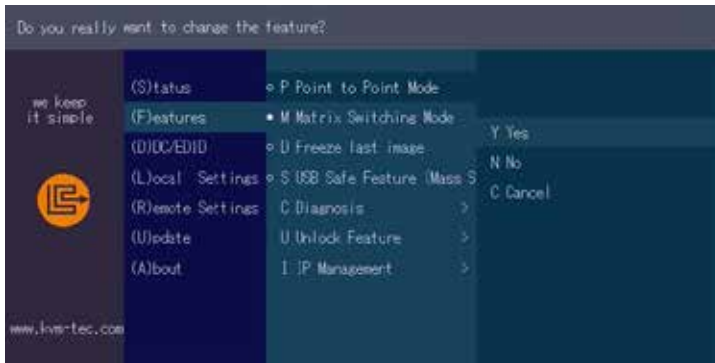 Do you really want to change the feature?
we keep
it simple
www.kvm-tec.com
(S)tatus
(F)eatures
(D)DC/EDID
(L)ocal Settings
(R)emote Settings
(U)pdate
(A)bout
P Point to Point Mode
M Matrix Switching Mode
D Freeze last image
S USB Safe Feature (Mass S
C Diagnosis >
U Unlock Feature >
I IP Management >
Y Yes
N No
C Cancel